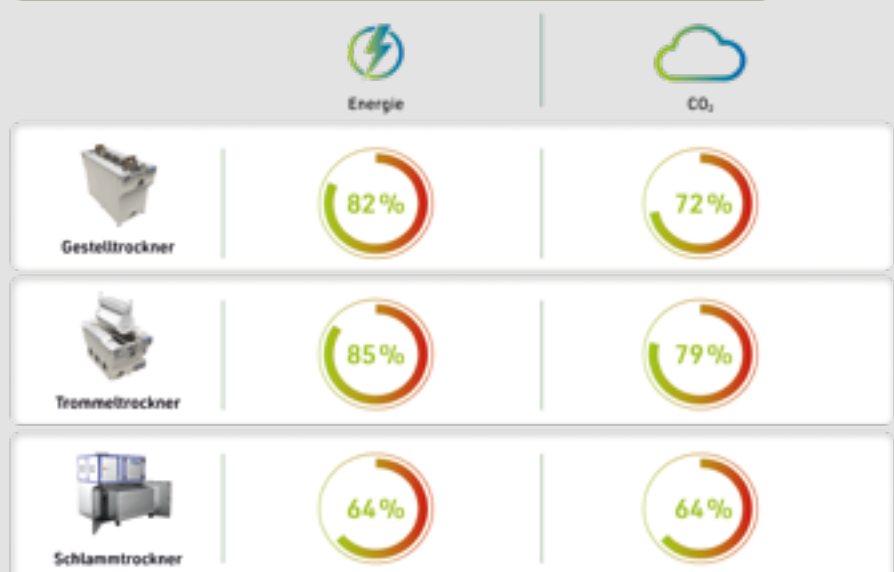 Energie
CO₂
82%
72%
Gestelltrockner
85%
79%
Trommeltrockner
64%
64%
Schlammtrockner